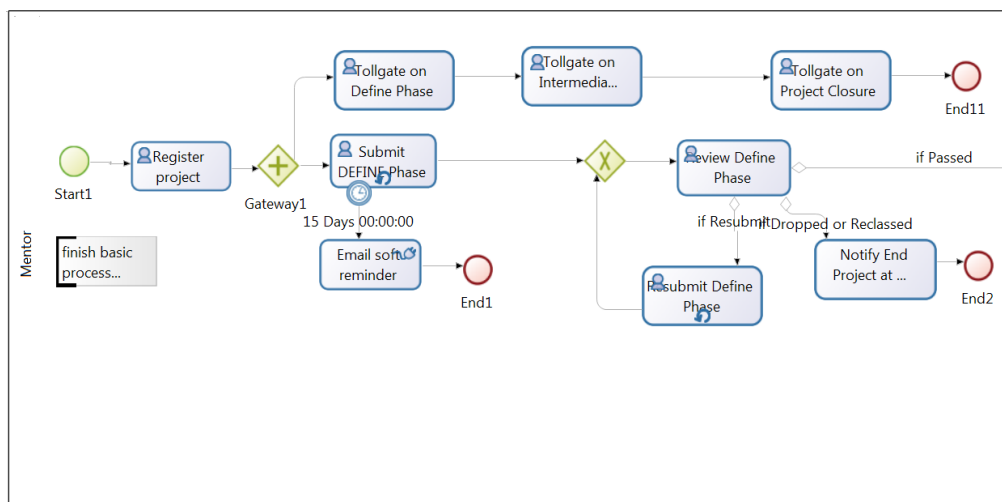 Tollgate on
Define Phase
Tollgate on
Intermedia...
Tollgate on
Project Closure
End11
Register
project
Start1
Gateway1
Submit
DEFINE Phase
15 Days 00:00:00
Review Define
Phase
if Passed
if Resubmit
if Dropped or Reclassed
Mentor
finish basic
process...
Email soft
reminder
End1
Resubmit Define
Phase
Notify End
Project at ...
End2